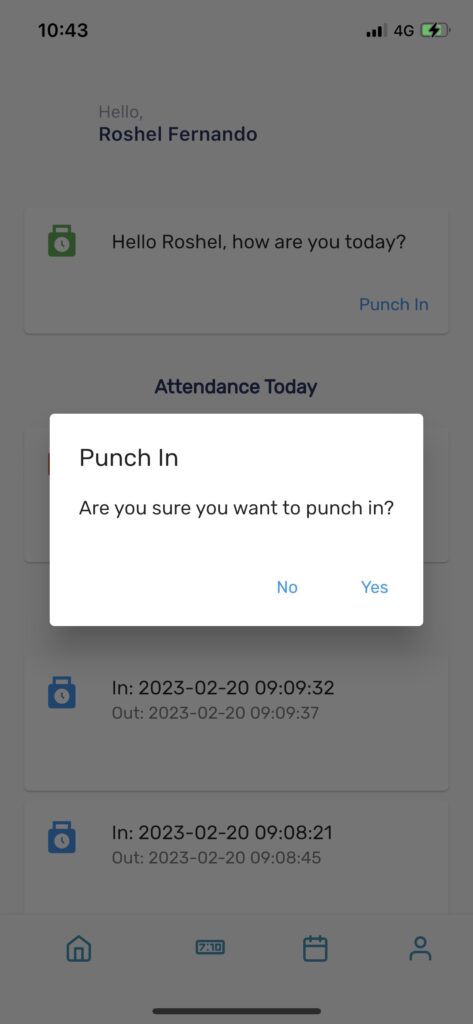 10:43
4G
Hello,
Roshel Fernando
Hello Roshel, how are you today?
Punch In
Attendance Today
Punch In
Are you sure you want to punch in?
No
Yes
In: 2023-02-20 09:09:32
Out: 2023-02-20 09:09:37
In: 2023-02-20 09:08:21
Out: 2023-02-20 09:08:45
7:10